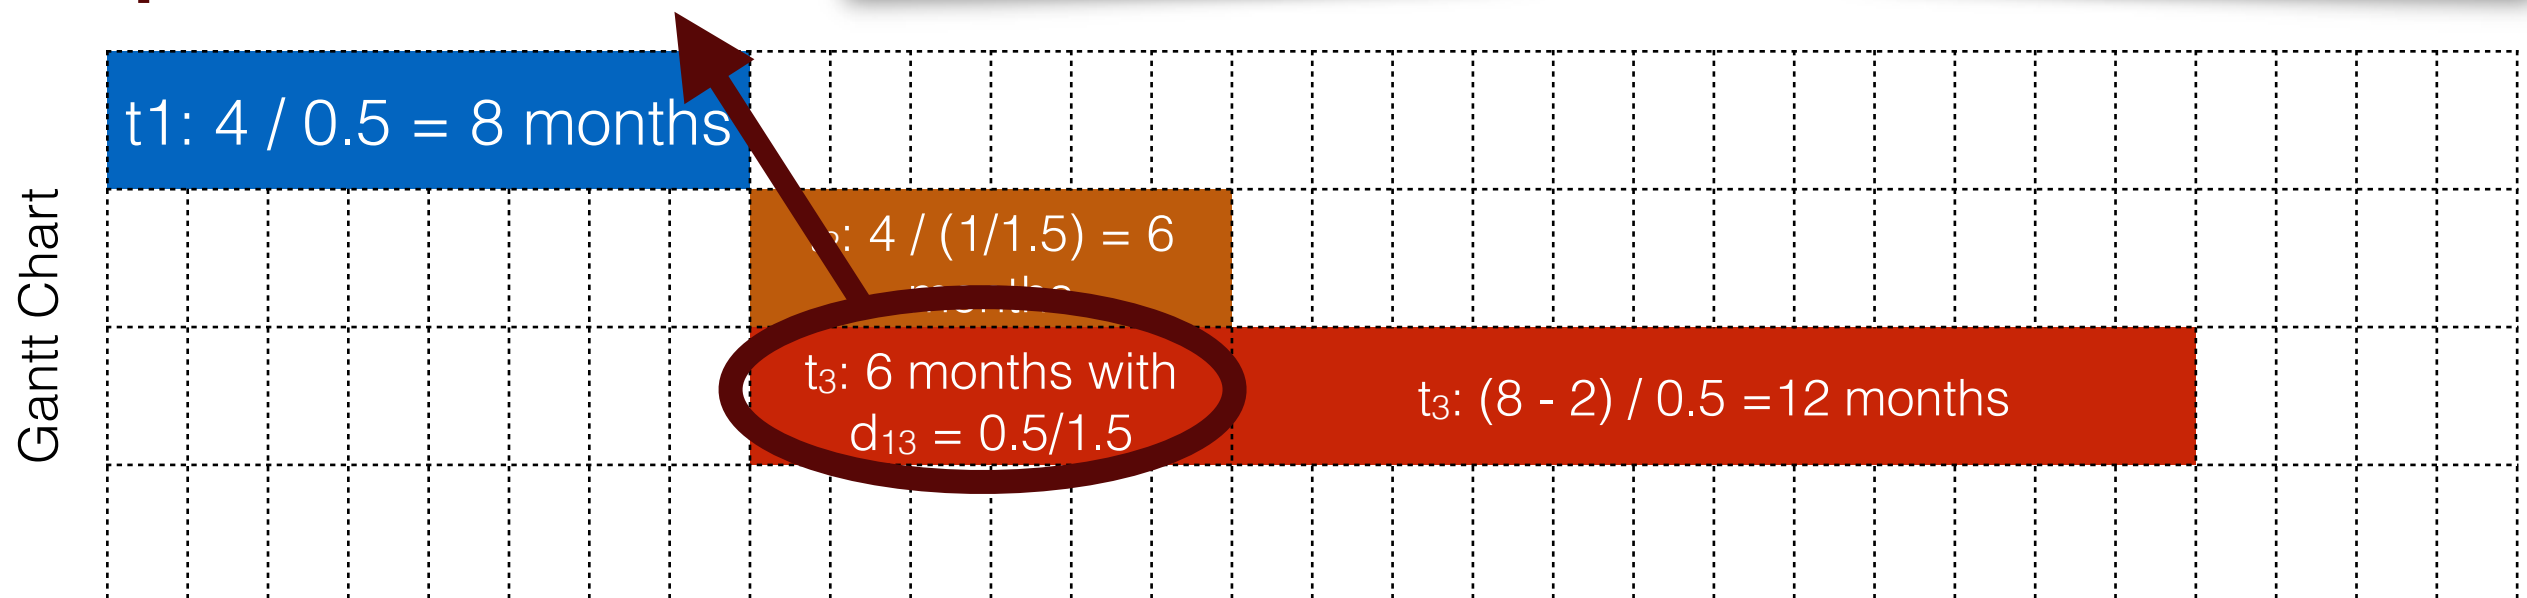 Gantt Chart
t1: 4 / 0.5 = 8 months
: 4 / (1/1.5) = 6
months
t₃: 6 months with
d₁₃ = 0.5/1.5
t₃: (8 - 2) / 0.5 =12 months